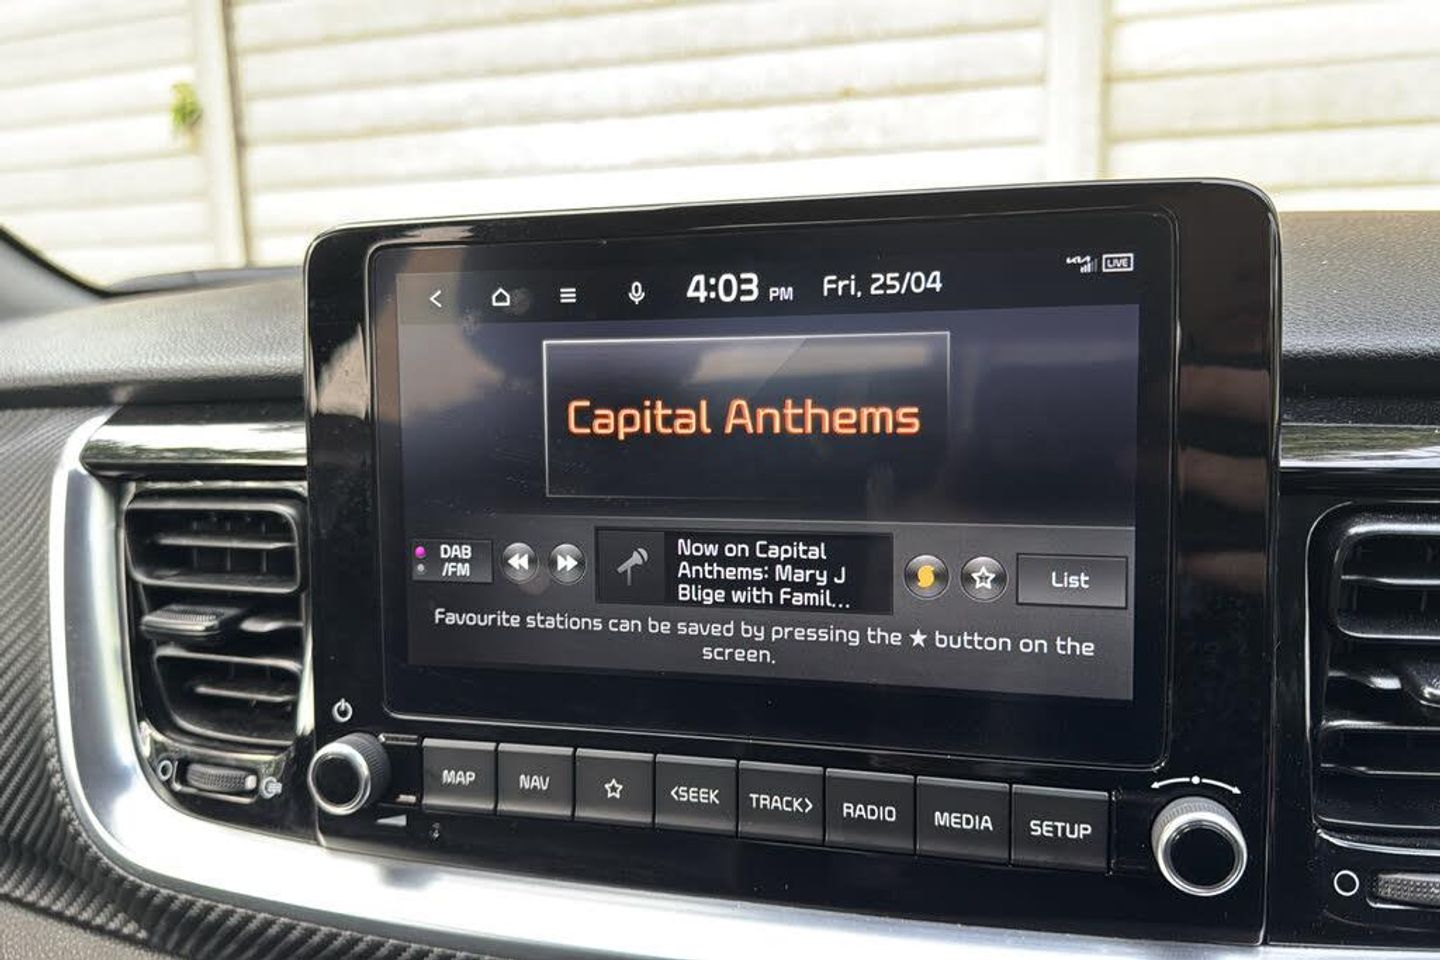 4:03 PM Fri, 25/04
LIVE
Capital Anthems
DAB
/FM
Now on Capital
Anthems: Mary J
Blige with Famil...
List
Favourite stations can be saved by pressing the ★ button on the
screen.
MAP
NAV
<SEEK
TRACK>
RADIO
MEDIA
SETUP